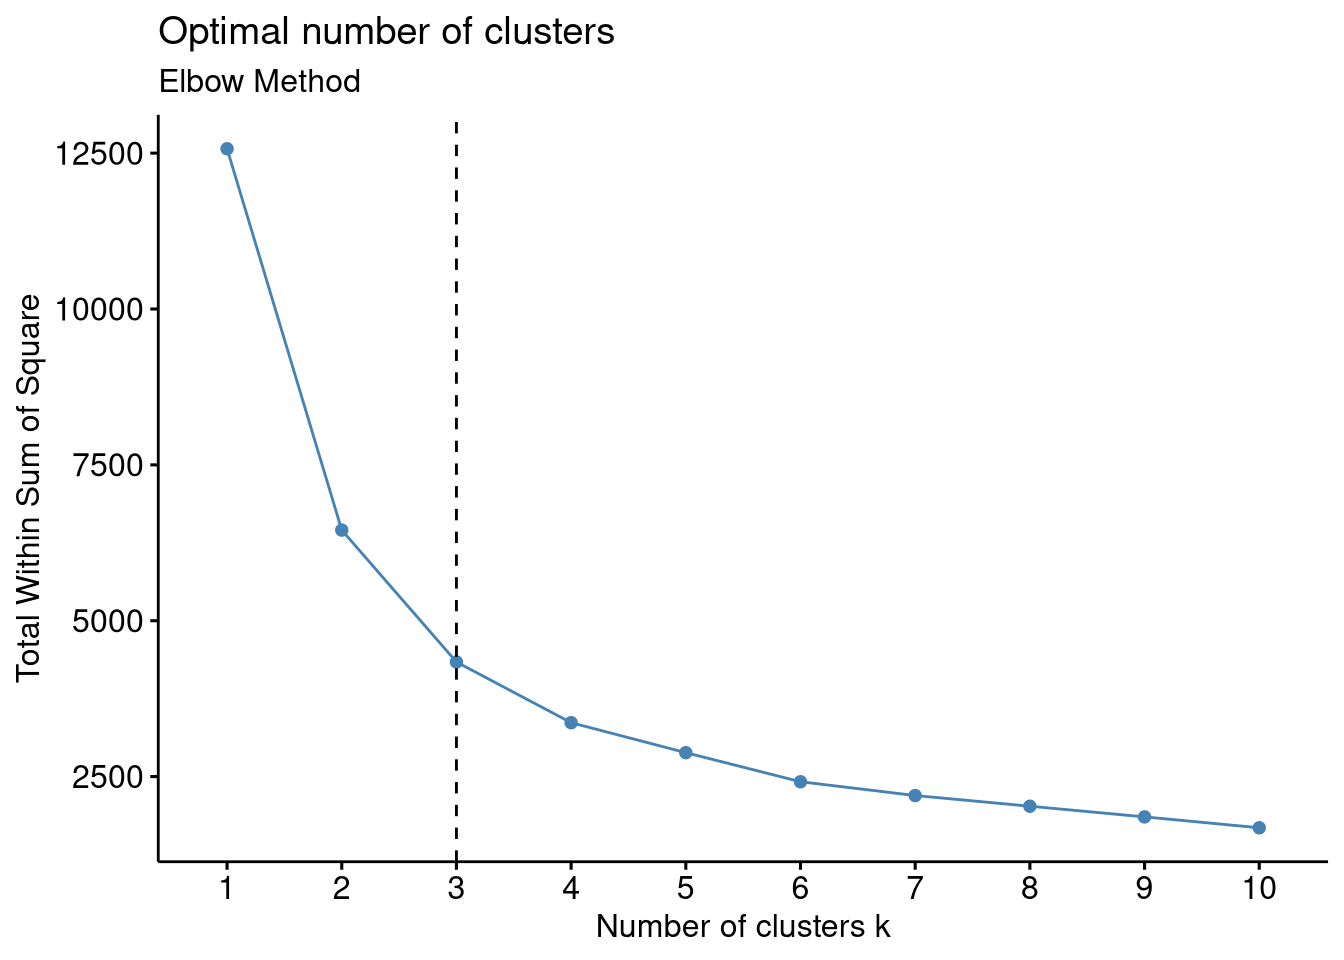 Optimal number of clusters
Elbow Method
12500
10000
7500
5000
2500
Total Within Sum of Square
1 2 3 4 5 6 7 8 9 10
Number of clusters k